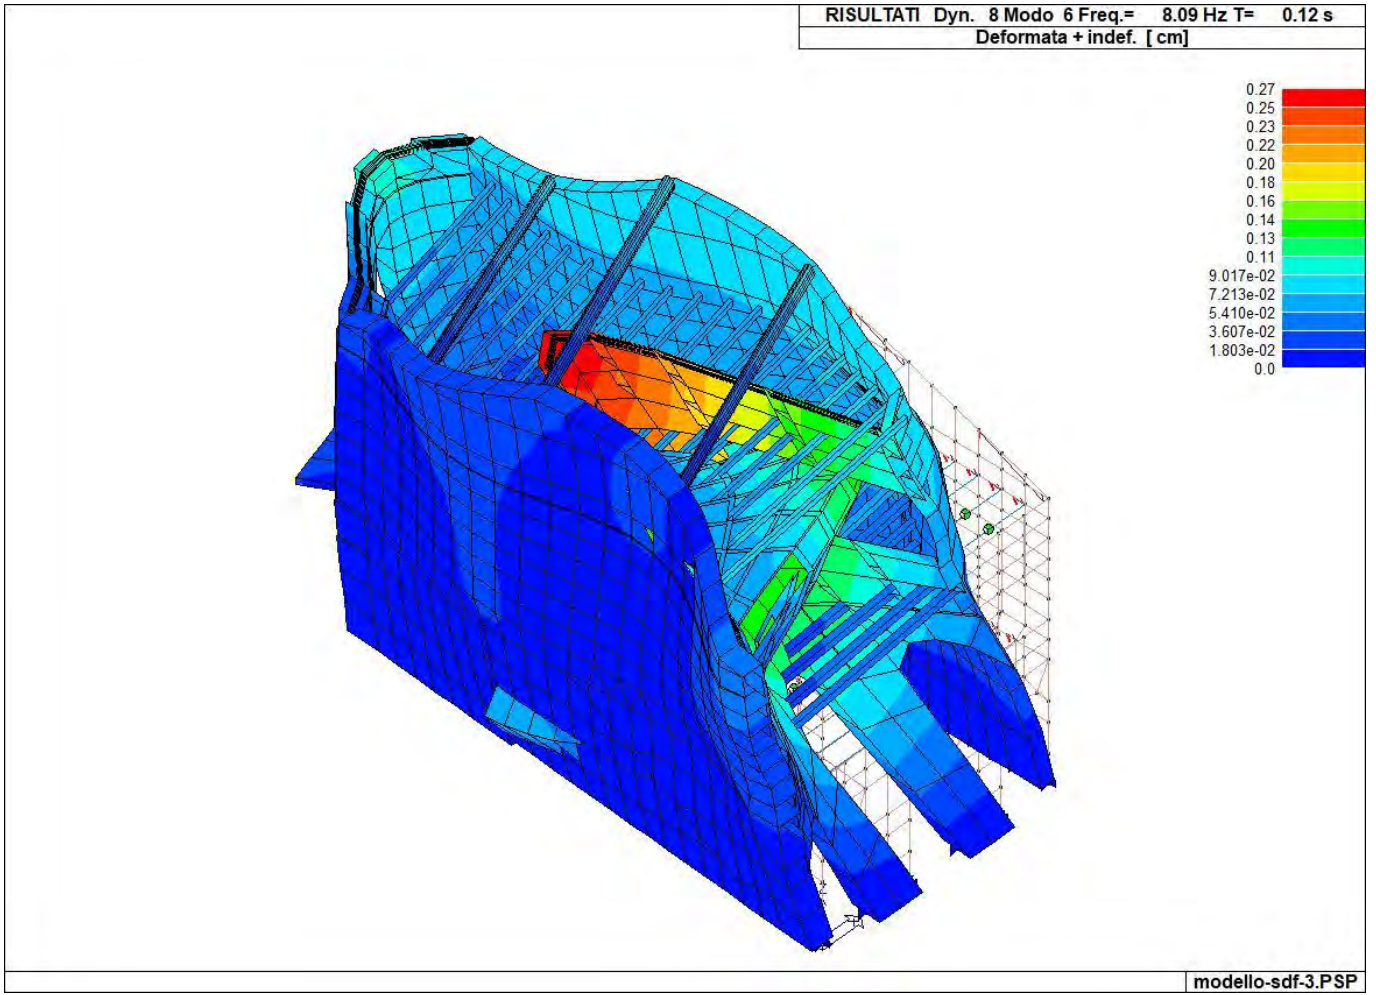 RISULTATI Dyn. 8 Modo 6 Freq.= 8.09 Hz T= 0.12 s
Deformata + indef. [ cm]
0.27
0.25
0.23
0.22
0.20
0.18
0.16
0.14
0.13
0.11
9.017e-02
7.213e-02
5.410e-02
3.607e-02
1.803e-02
0.0
modello-sdf-3.PSP